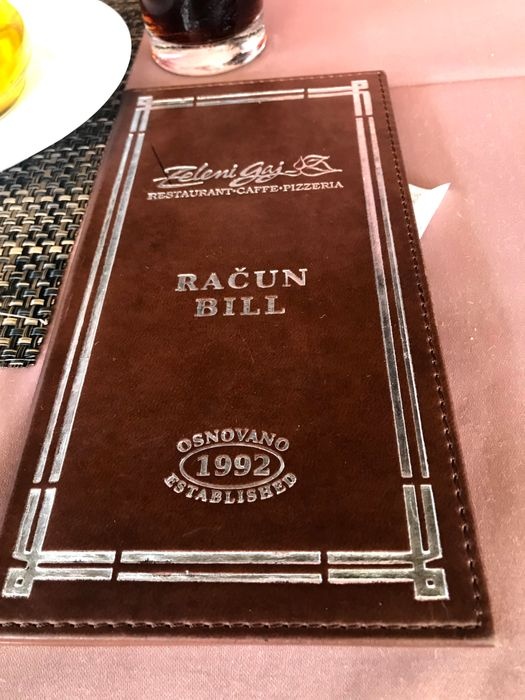 Zeleni Gaj
RESTAURANT·CAFFE·PIZZERIA
RAČUN
BILL
OSNOVANO
1992
ESTABLISHED